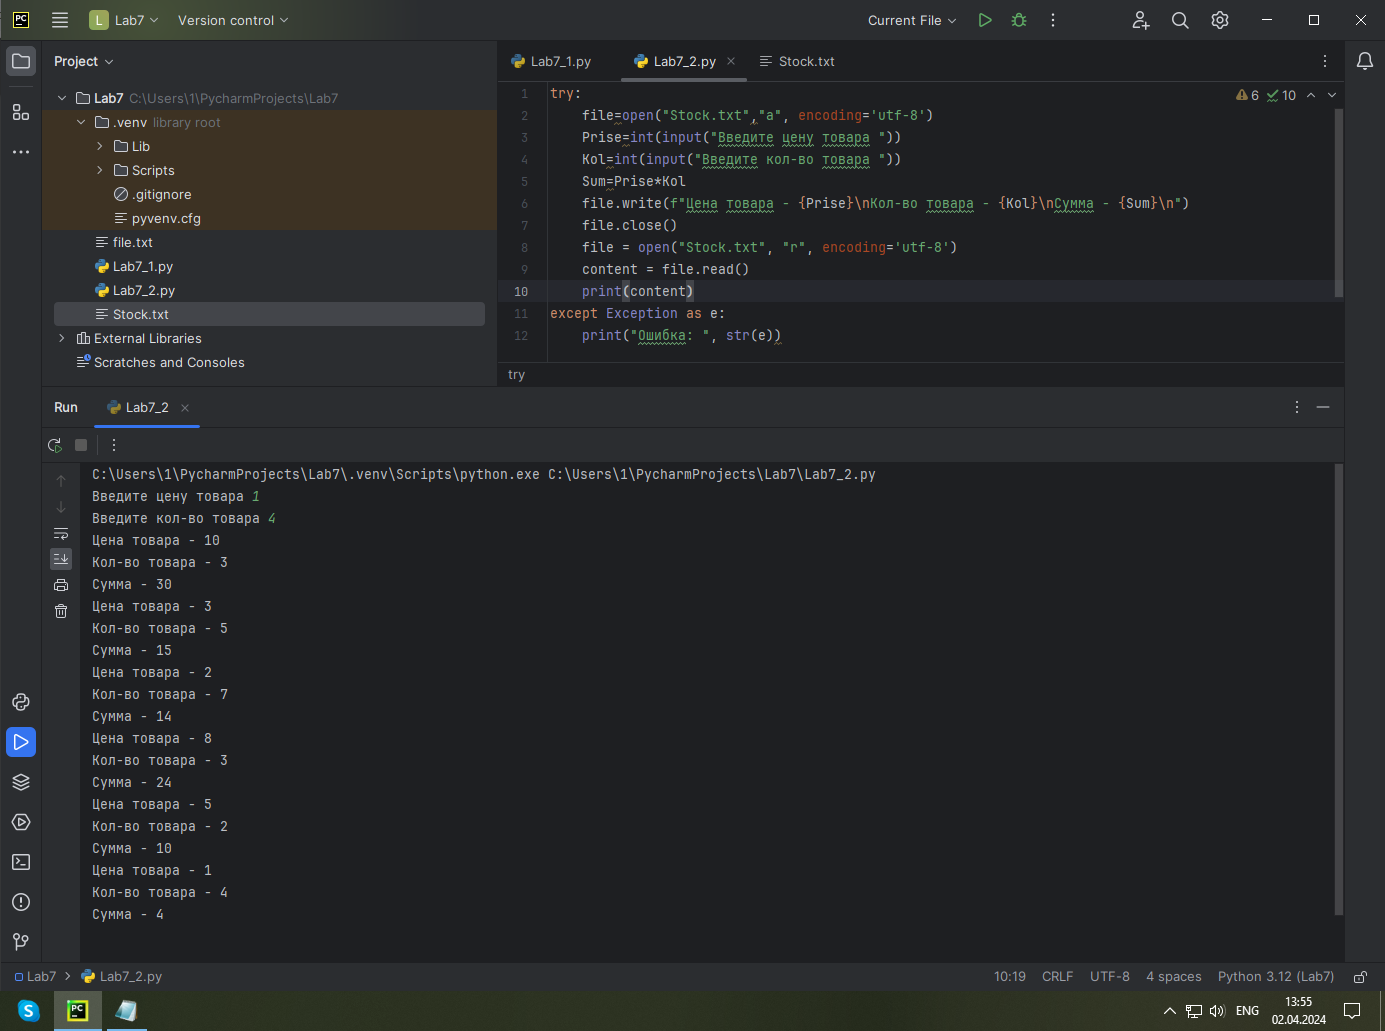 PC L Lab7 Version control Current File
Project
Lab7 C:\Users\1\PycharmProjects\Lab7
.venv library root
Lib
Scripts
.gitignore
pyvenv.cfg
file.txt
Lab7_1.py
Lab7_2.py
Stock.txt
External Libraries
Scratches and Consoles
Lab7_1.py Lab7_2.py Stock.txt
6 10
1 try:
2 file=open("Stock.txt","a", encoding='utf-8')
3 Prise=int(input("Введите цену товара "))
4 Kol=int(input("Введите кол-во товара "))
5 Sum=Prise*Kol
6 file.write(f"Цена товара - {Prise}\nКол-во товара - {Kol}\nСумма - {Sum}\n")
7 file.close()
8 file = open("Stock.txt", "r", encoding='utf-8')
9 content = file.read()
10 print(content)
11 except Exception as e:
12 print("Ошибка: ", str(e))
try
Run Lab7_2
C:\Users\1\PycharmProjects\Lab7\.venv\Scripts\python.exe C:\Users\1\PycharmProjects\Lab7\Lab7_2.py
Введите цену товара 1
Введите кол-во товара 4
Цена товара - 10
Кол-во товара - 3
Сумма - 30
Цена товара - 3
Кол-во товара - 5
Сумма - 15
Цена товара - 2
Кол-во товара - 7
Сумма - 14
Цена товара - 8
Кол-во товара - 3
Сумма - 24
Цена товара - 5
Кол-во товара - 2
Сумма - 10
Цена товара - 1
Кол-во товара - 4
Сумма - 4
Lab7 Lab7_2.py 10:19 CRLF UTF-8 4 spaces Python 3.12 (Lab7)
S PC ENG 13:55
02.04.2024